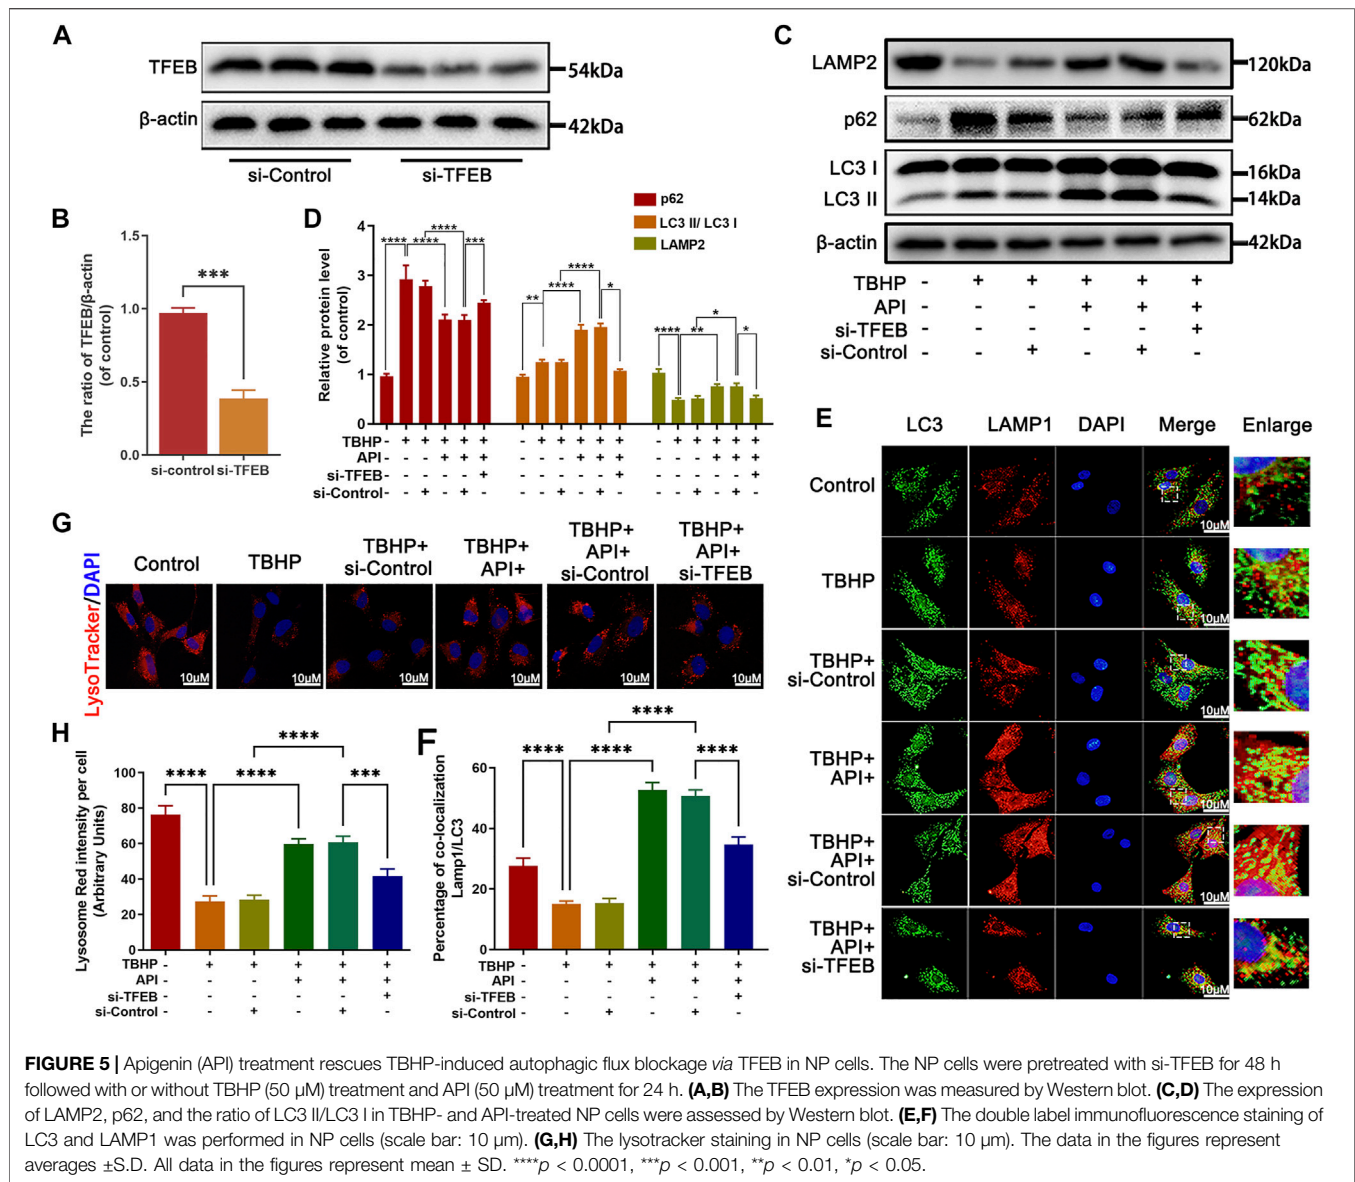 A
TFEB
54kDa
β-actin
42kDa
si-Control si-TFEB
B
The ratio of TFEB/β-actin
(of control)
1.5
1.0
0.5
0.0
***
si-control si-TFEB
C
LAMP2
120kDa
p62
62kDa
LC3 I
16kDa
LC3 II
14kDa
β-actin
42kDa
TBHP - + + + + +
API - - - + + +
si-TFEB - - - - - +
si-Control - - + - + -
D
p62
LC3 II/ LC3 I
LAMP2
Relative protein level
(of control)
4
3
2
1
0
**** **** **** ***
** **** **** *
**** ** * *
TBHP - + + + + + - + + + + + - + + + + +
API - - - + + + - - - + + + - - - + + +
si-TFEB - - - - - + - - - - - + - - - - - +
si-Control - - + - + - - - + - + - - - + - + -
E
LC3 LAMP1 DAPI Merge Enlarge
Control
10μM
TBHP
10μM
TBHP+
si-Control
10μM
TBHP+
API+
10μM
TBHP+
API+
si-Control
10μM
TBHP+
API+
si-TFEB
10μM
G
LysoTracker/DAPI
Control
TBHP
TBHP+
si-Control
TBHP+
API+
TBHP+
API+
si-Control
TBHP+
API+
si-TFEB
10μM 10μM 10μM 10μM 10μM 10μM
H
Lysosome Red intensity per cell
(Arbitrary Units)
100
80
60
40
20
0
****
**** **** ***
TBHP - + + + + +
API - - - + + +
si-TFEB - - - - - +
si-Control - - + - + -
F
Percentage of co-localization
Lamp1/LC3
60
40
20
0
****
**** **** ****
TBHP - + + + + +
API - - - + + +
si-TFEB - - - - - +
si-Control - - + - + -
FIGURE 5 | Apigenin (API) treatment rescues TBHP-induced autophagic flux blockage via TFEB in NP cells. The NP cells were pretreated with si-TFEB for 48 h
followed with or without TBHP (50 μM) treatment and API (50 μM) treatment for 24 h. (A,B) The TFEB expression was measured by Western blot. (C,D) The expression
of LAMP2, p62, and the ratio of LC3 II/LC3 I in TBHP- and API-treated NP cells were assessed by Western blot. (E,F) The double label immunofluorescence staining of
LC3 and LAMP1 was performed in NP cells (scale bar: 10 μm). (G,H) The lysotracker staining in NP cells (scale bar: 10 μm). The data in the figures represent
averages ±S.D. All data in the figures represent mean ± SD. ****p < 0.0001, ***p < 0.001, **p < 0.01, *p < 0.05.